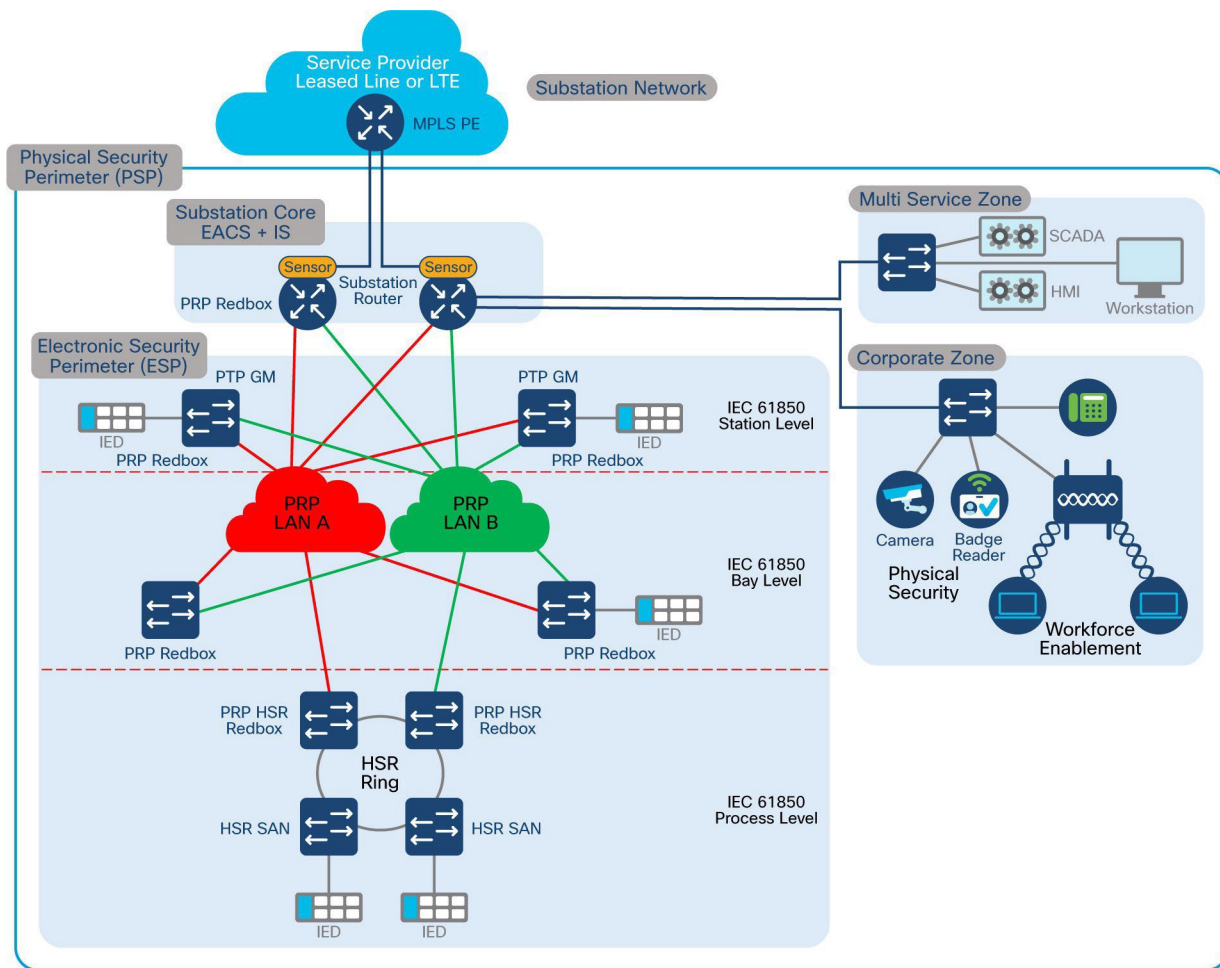 Service Provider
Leased Line or LTE
MPLS PE
Substation Network
Physical Security
Perimeter (PSP)
Substation Core
EACS + IS
Sensor
Sensor
Substation
Router
PRP Redbox
Multi Service Zone
SCADA
HMI
Workstation
Electronic Security
Perimeter (ESP)
PTP GM
PTP GM
IED
IED
PRP Redbox
PRP Redbox
IEC 61850
Station Level
Corporate Zone
Camera
Badge
Reader
Physical
Security
Workforce
Enablement
PRP
LAN A
PRP
LAN B
IEC 61850
Bay Level
IED
PRP Redbox
PRP Redbox
PRP HSR
Redbox
PRP HSR
Redbox
HSR
Ring
HSR SAN
HSR SAN
IEC 61850
Process Level
IED
IED